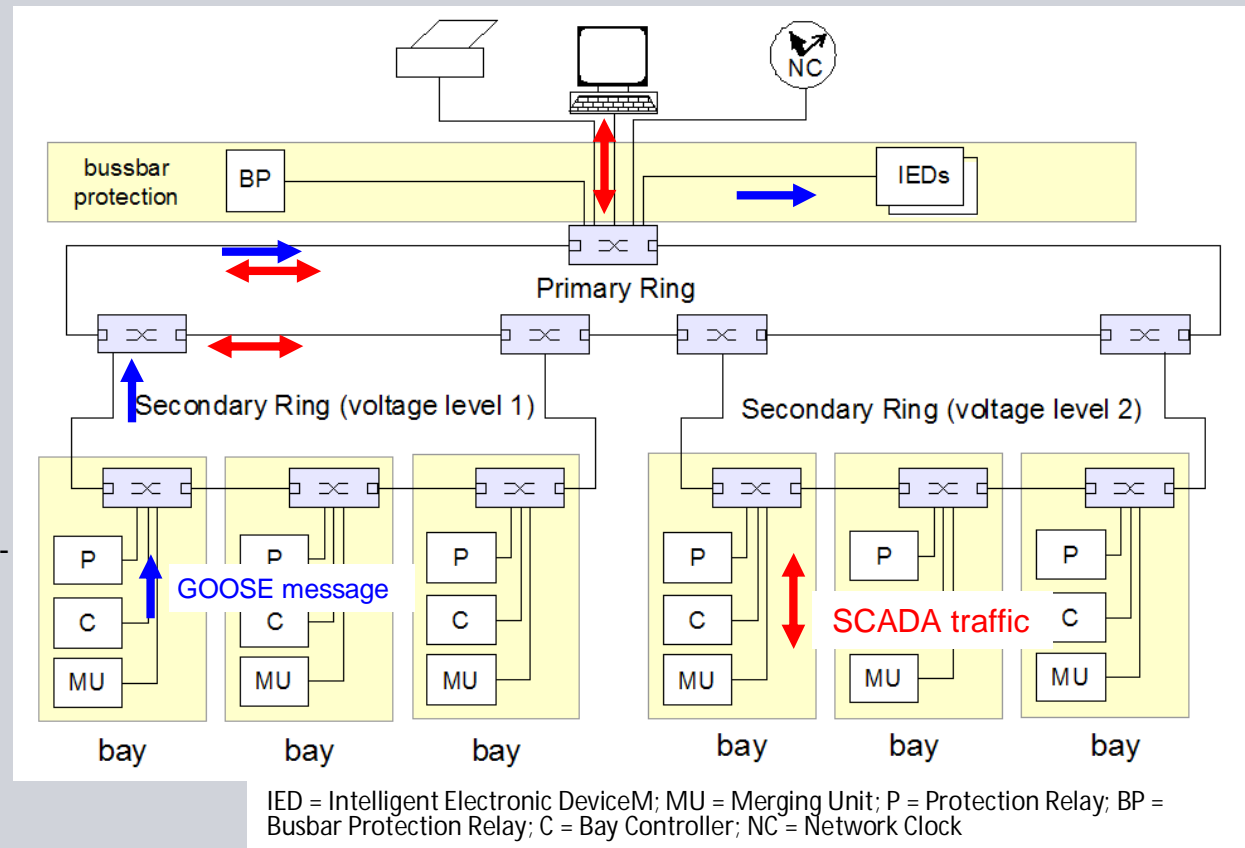 NC
bussbar
protection
BP
IEDs
Primary Ring
Secondary Ring (voltage level 1)
Secondary Ring (voltage level 2)
P
C
MU
bay
P
C
MU
bay
P
C
MU
bay
P
C
MU
bay
P
MU
bay
P
C
MU
bay
GOOSE message
SCADA traffic
-
IED = Intelligent Electronic DeviceM; MU = Merging Unit; P = Protection Relay; BP =
Busbar Protection Relay; C = Bay Controller; NC = Network Clock